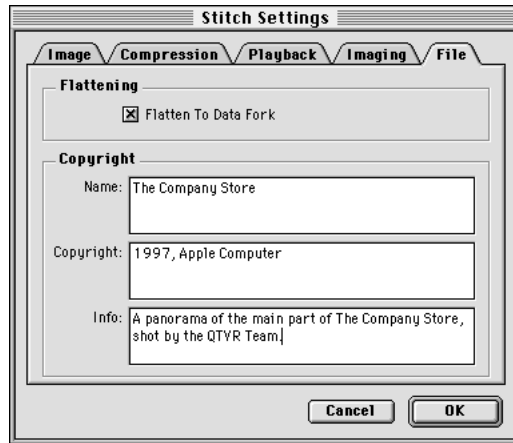 Stitch Settings
Image Compression Playback Imaging File
Flattening
Flatten To Data Fork
Copyright
Name: The Company Store
Copyright: 1997, Apple Computer
Info: A panorama of the main part of The Company Store,
shot by the QTVR Team.
Cancel OK